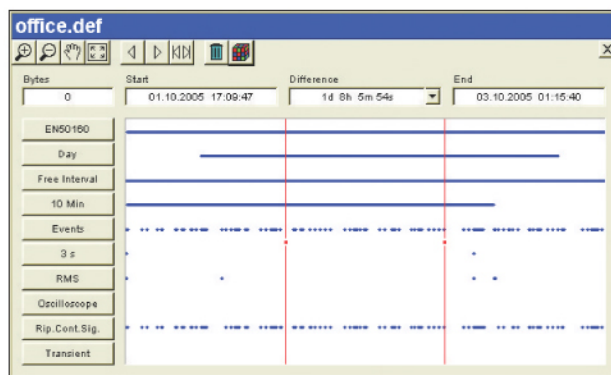 office.def
Bytes Start Difference End
0 01.10.2005 17:09:47 1d 8h 5m 54s 03.10.2005 01:15:40
EN50160
Day
Free Interval
10 Min
Events
3 s
RMS
Oscilloscope
Rip.Cont.Sig.
Transient